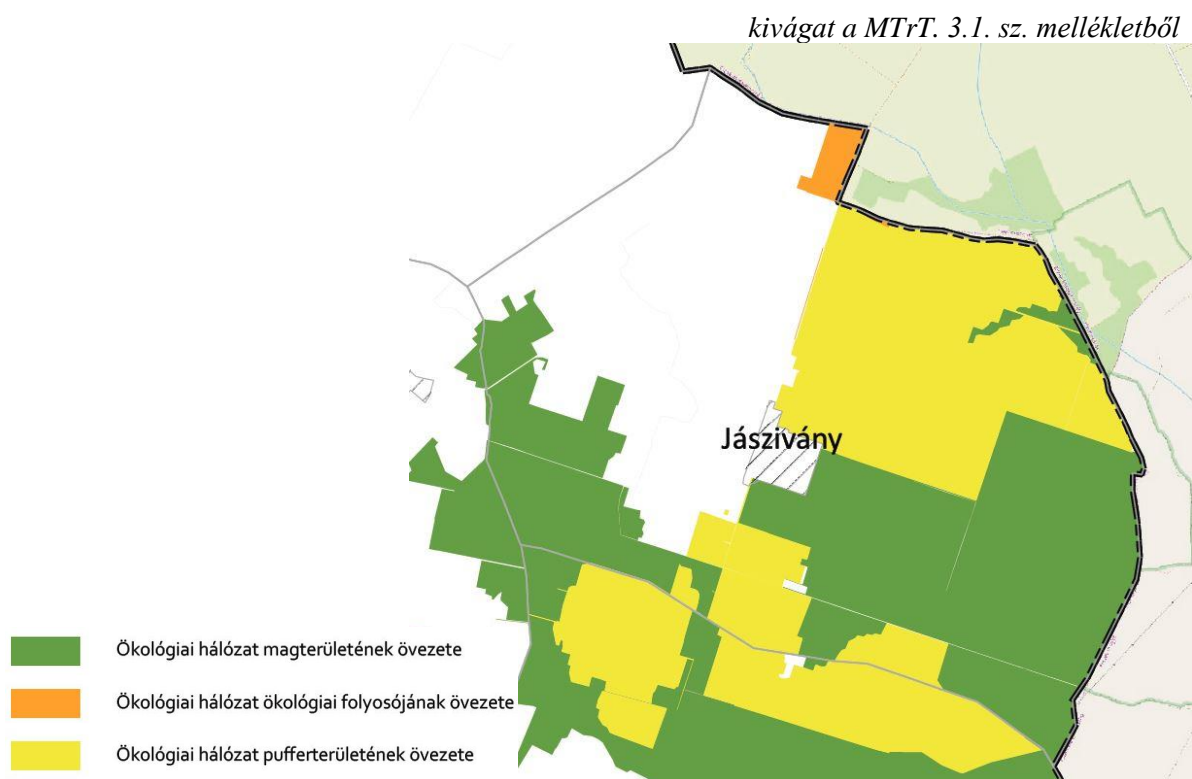 kivágat a MTrT. 3.1. sz. mellékletből
Jászivány
Ökológiai hálózat magterületének övezete
Ökológiai hálózat ökológiai folyosójának övezete
Ökológiai hálózat pufferterületének övezete